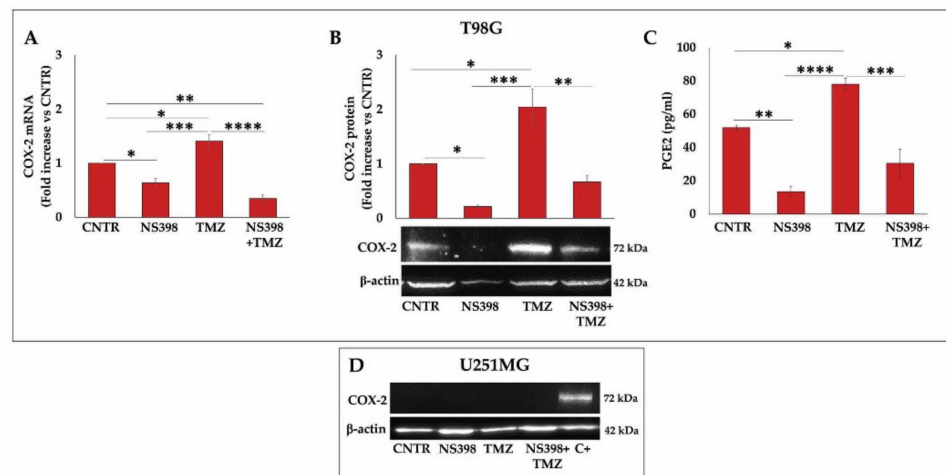 T98G
A
COX-2 mRNA
(Fold increase vs CNTR)
3
2
1
0
**
*
*** ****
*
CNTR NS398 TMZ NS398
+TMZ
B
COX-2 protein
(Fold increase vs CNTR)
3
2
1
0
*
*** **
*
COX-2 72 kDa
β-actin 42 kDa
CNTR NS398 TMZ NS398+
TMZ
C
PGE2 (pg/ml)
100
80
60
40
20
0
*
**** ***
**
CNTR NS398 TMZ NS398+
TMZ
D U251MG
COX-2 72 kDa
β-actin 42 kDa
CNTR NS398 TMZ NS398+ C+
TMZ